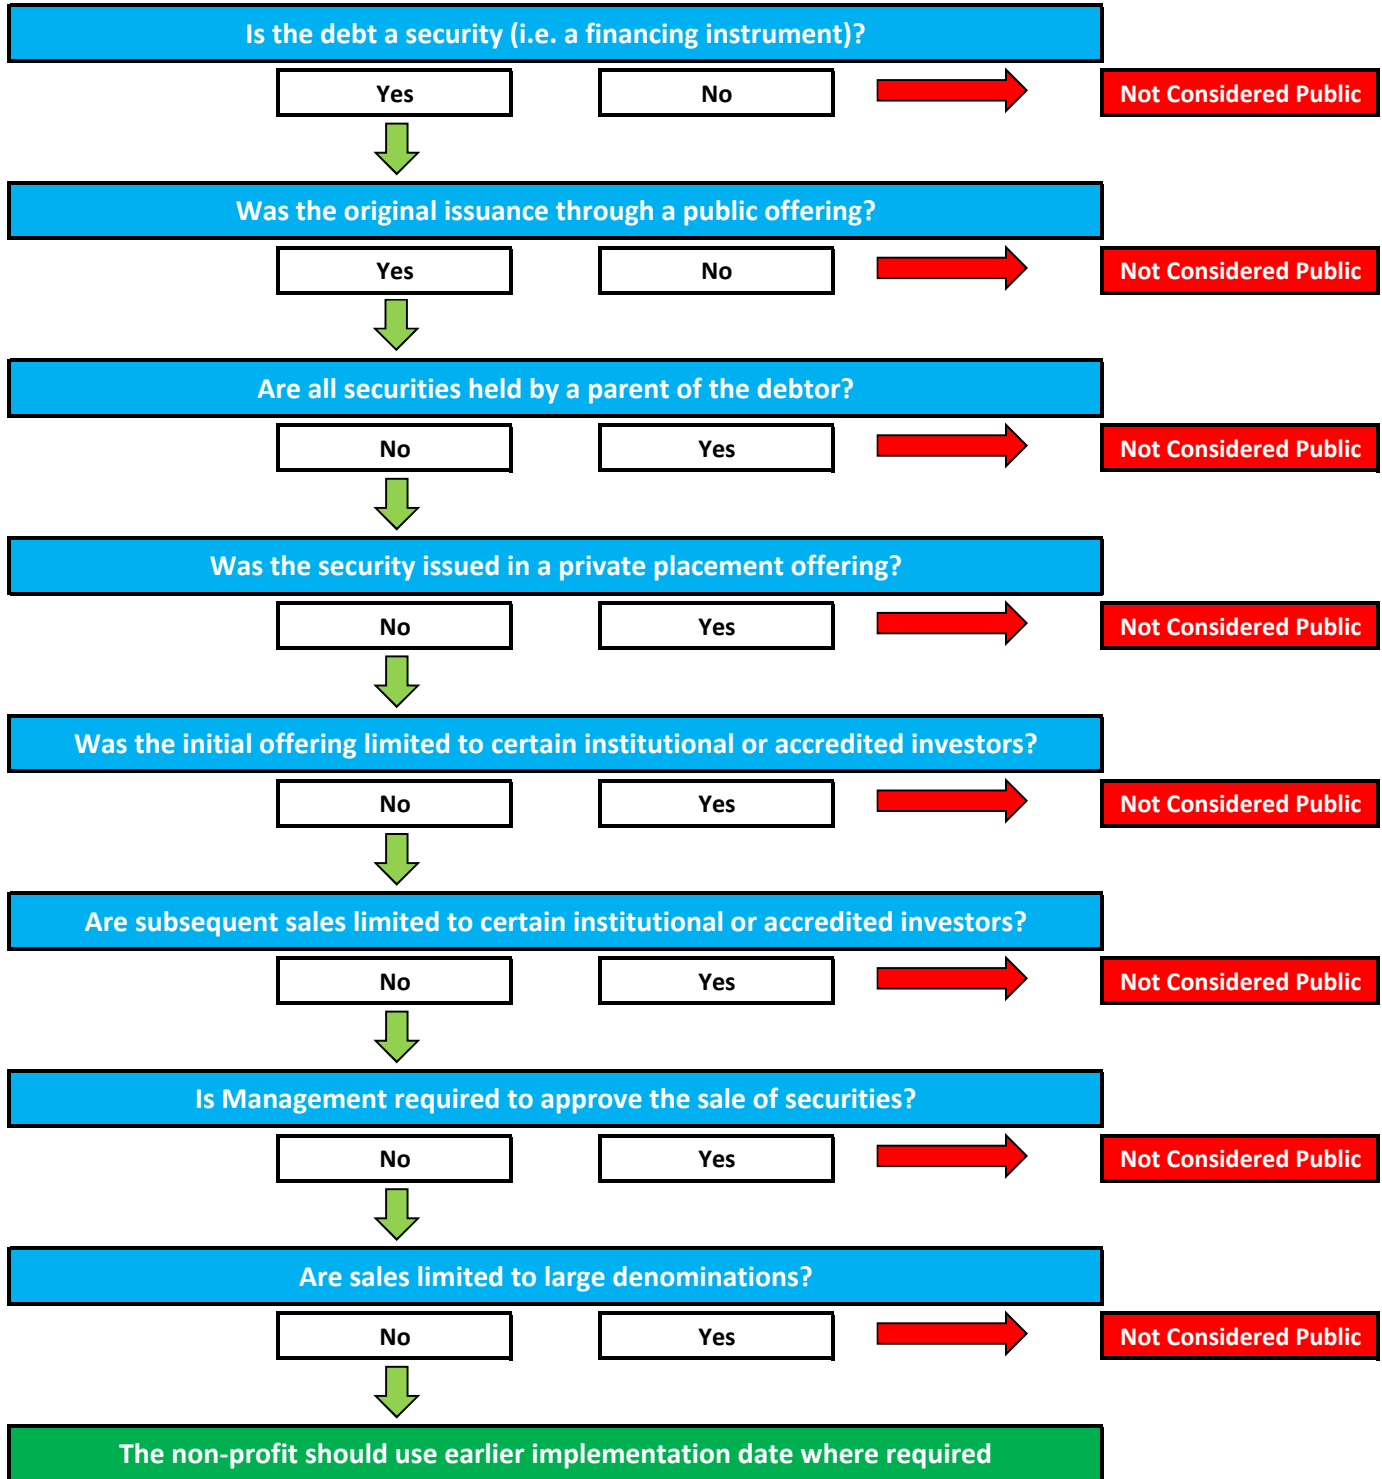 Is the debt a security (i.e. a financing instrument)?
Yes
No
Not Considered Public
Was the original issuance through a public offering?
Yes
No
Not Considered Public
Are all securities held by a parent of the debtor?
No
Yes
Not Considered Public
Was the security issued in a private placement offering?
No
Yes
Not Considered Public
Was the initial offering limited to certain institutional or accredited investors?
No
Yes
Not Considered Public
Are subsequent sales limited to certain institutional or accredited investors?
No
Yes
Not Considered Public
Is Management required to approve the sale of securities?
No
Yes
Not Considered Public
Are sales limited to large denominations?
No
Yes
Not Considered Public
The non-profit should use earlier implementation date where required